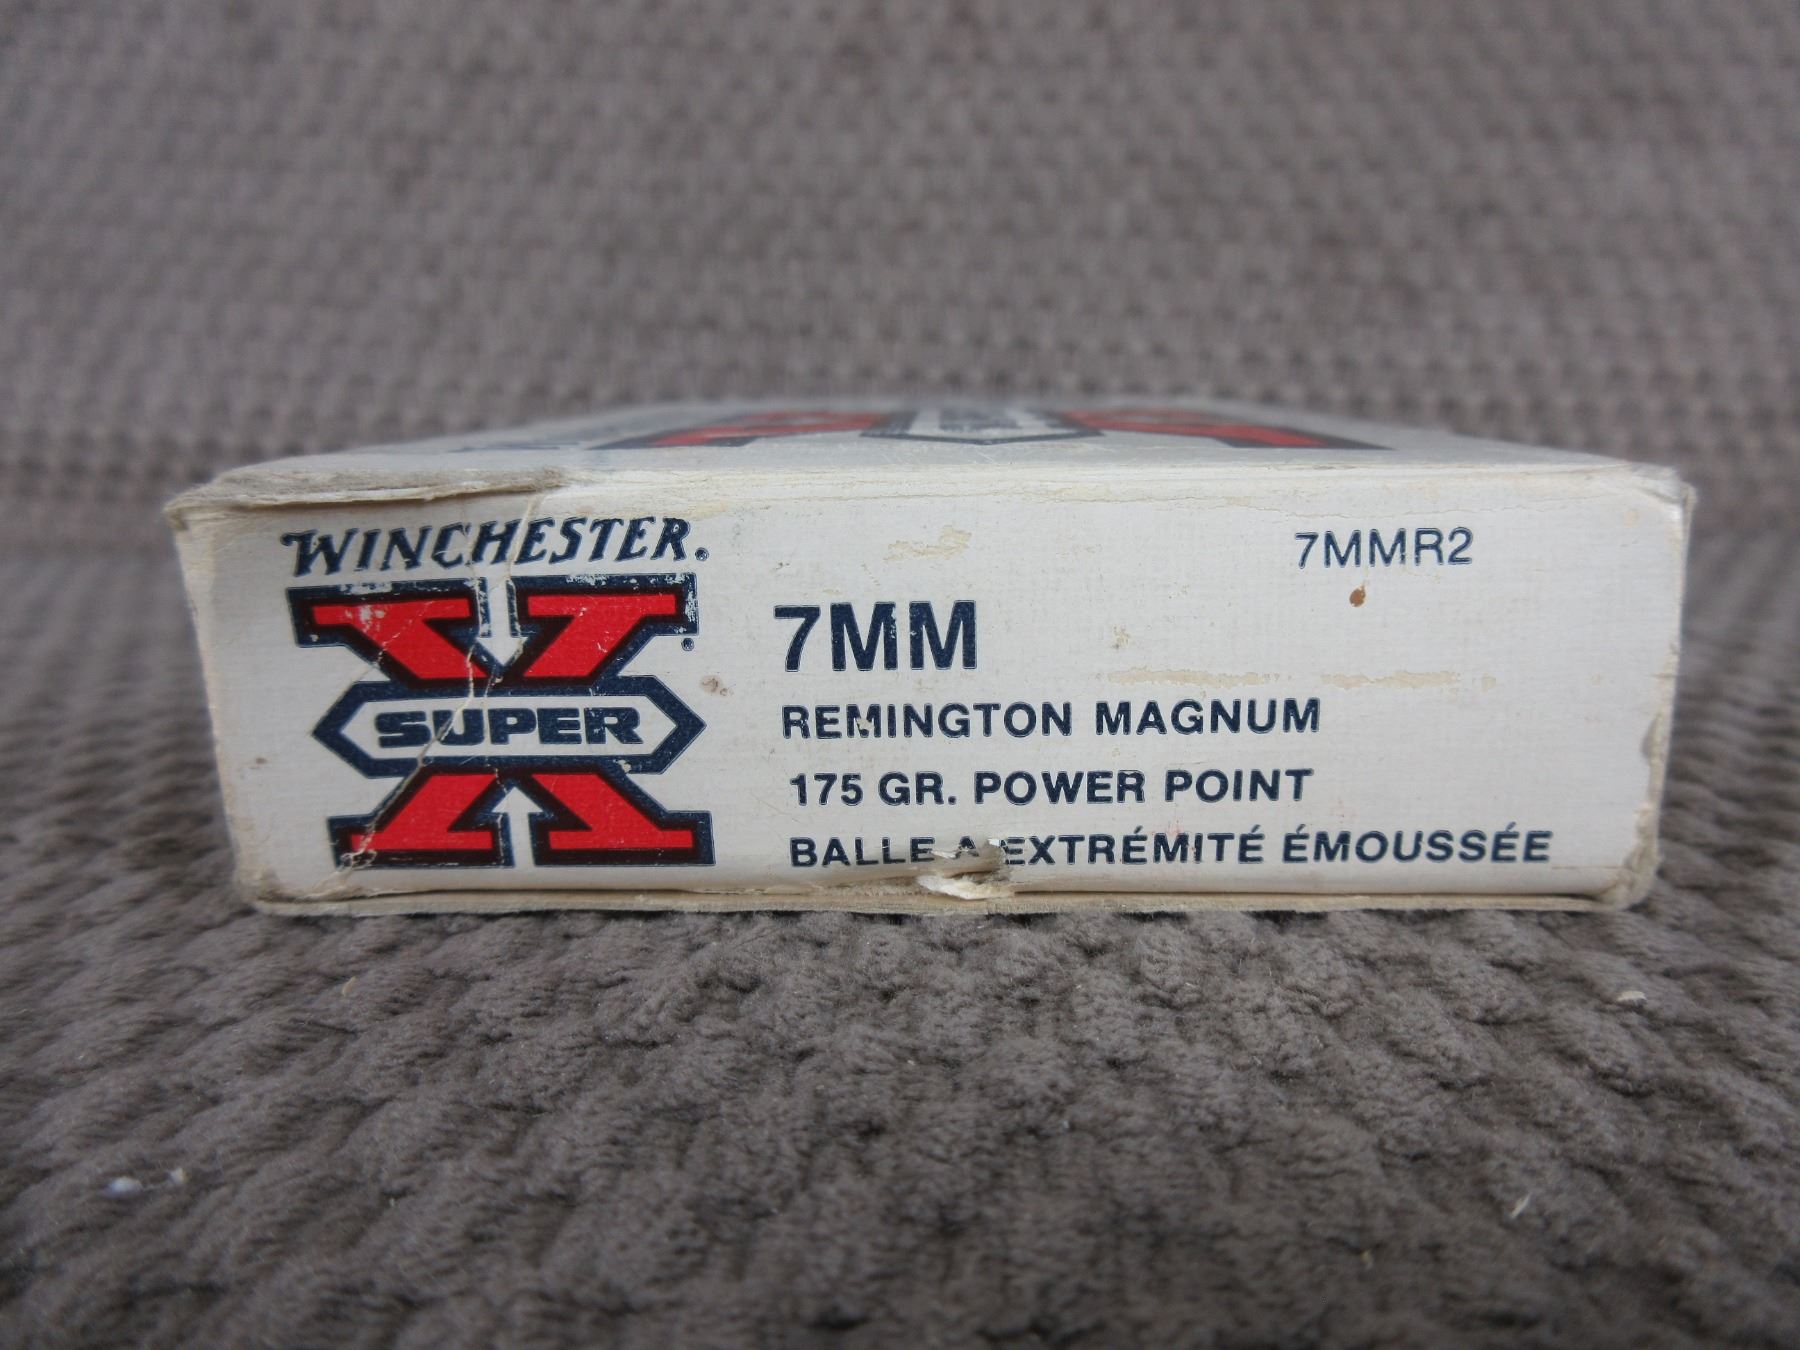 WINCHESTER.
SUPER
7MMR2
7MM
REMINGTON MAGNUM
175 GR. POWER POINT
BALLE A EXTRÉMITÉ ÉMOUSSÉE